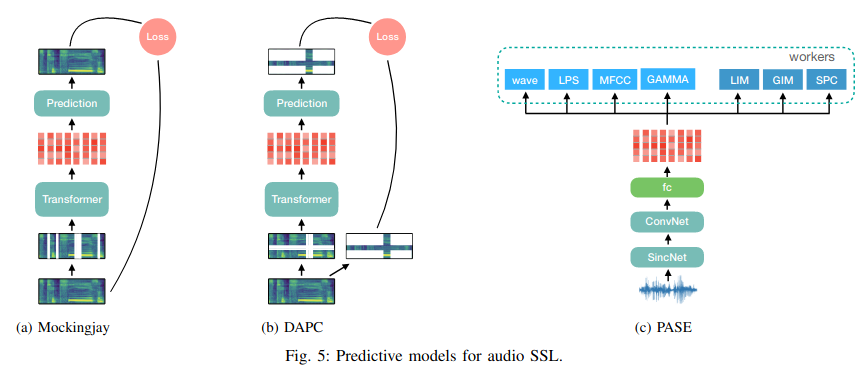 Loss
Prediction
Transformer
(a) Mockingjay
Loss
Prediction
Transformer
(b) DAPC
workers
wave LPS MFCC GAMMA LIM GIM SPC
fc
ConvNet
SincNet
(c) PASE
Fig. 5: Predictive models for audio SSL.